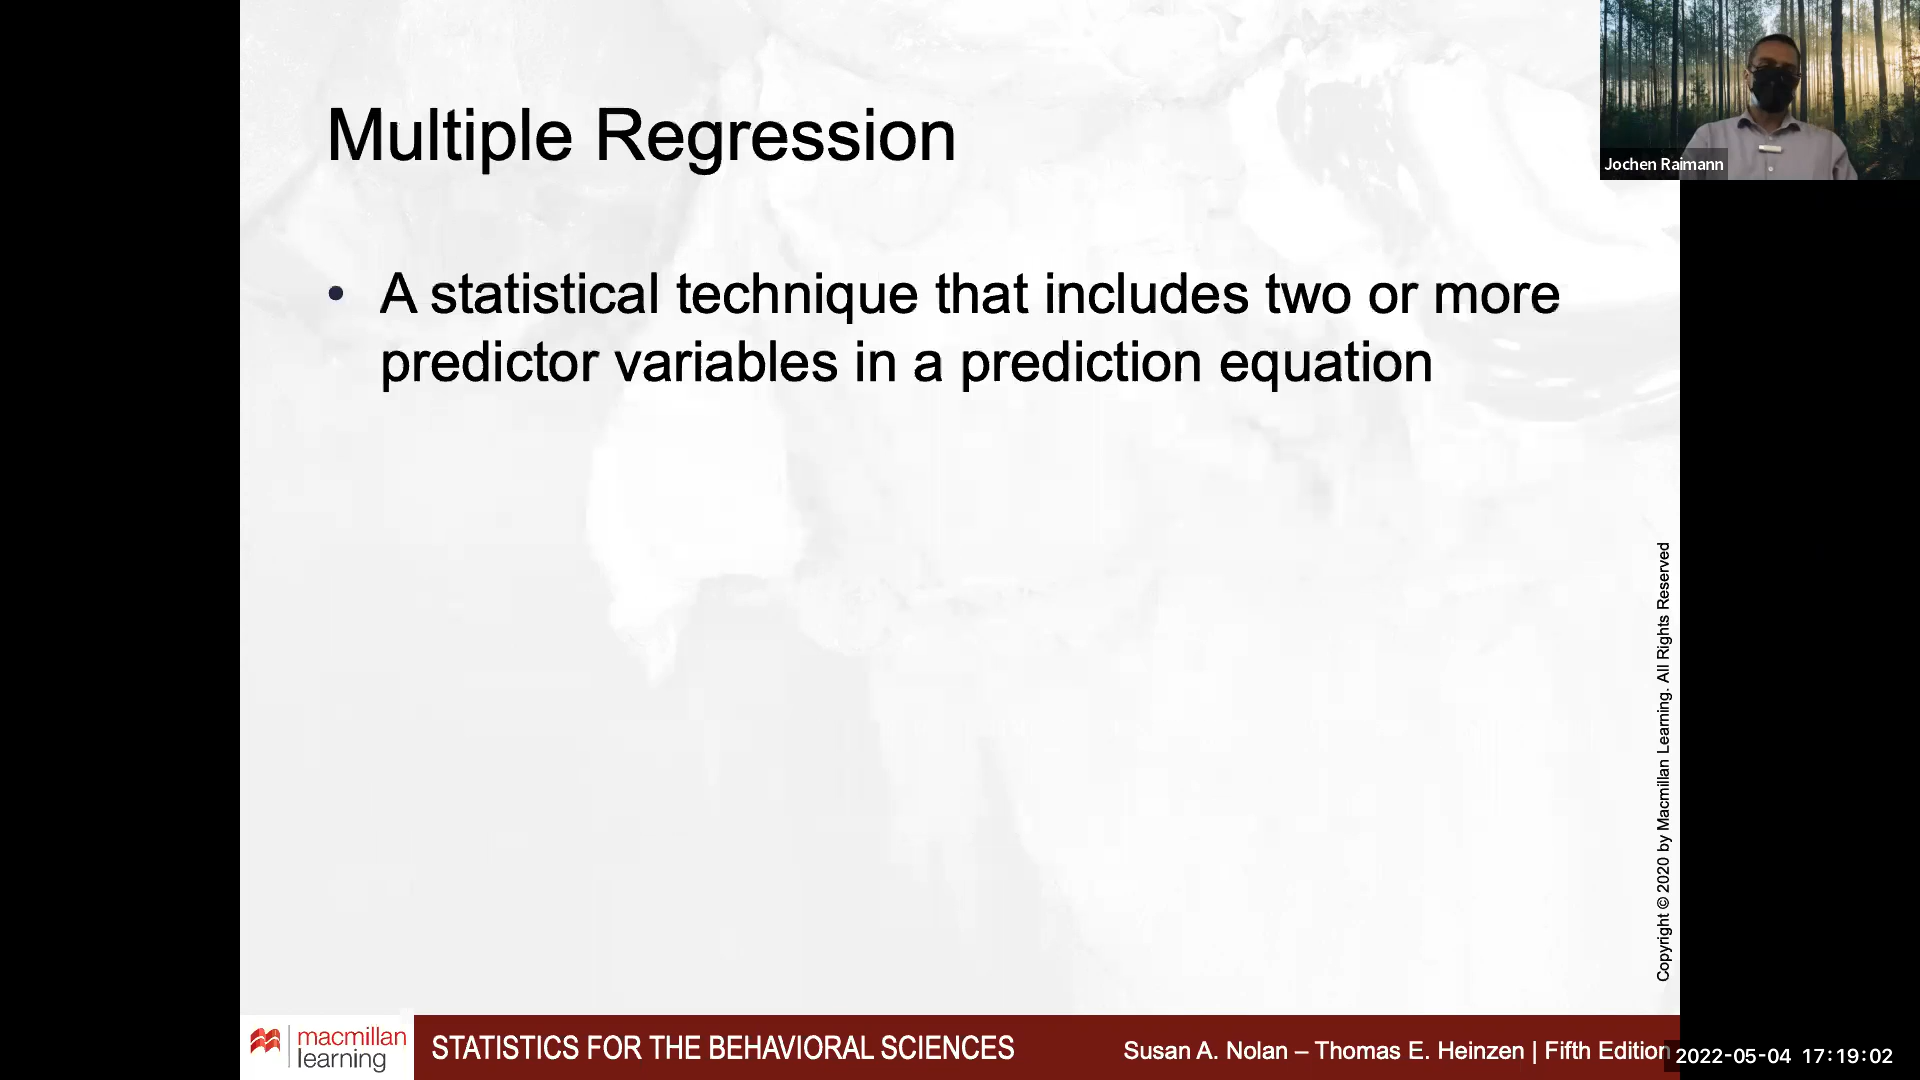 Multiple Regression
Jochen Raimann
• A statistical technique that includes two or more
predictor variables in a prediction equation
Copyright © 2020 by Macmillan Learning. All Rights Reserved
macmillan
learning
STATISTICS FOR THE BEHAVIORAL SCIENCES
Susan A. Nolan – Thomas E. Heinzen | Fifth Edition
2022-05-04 17:19:02